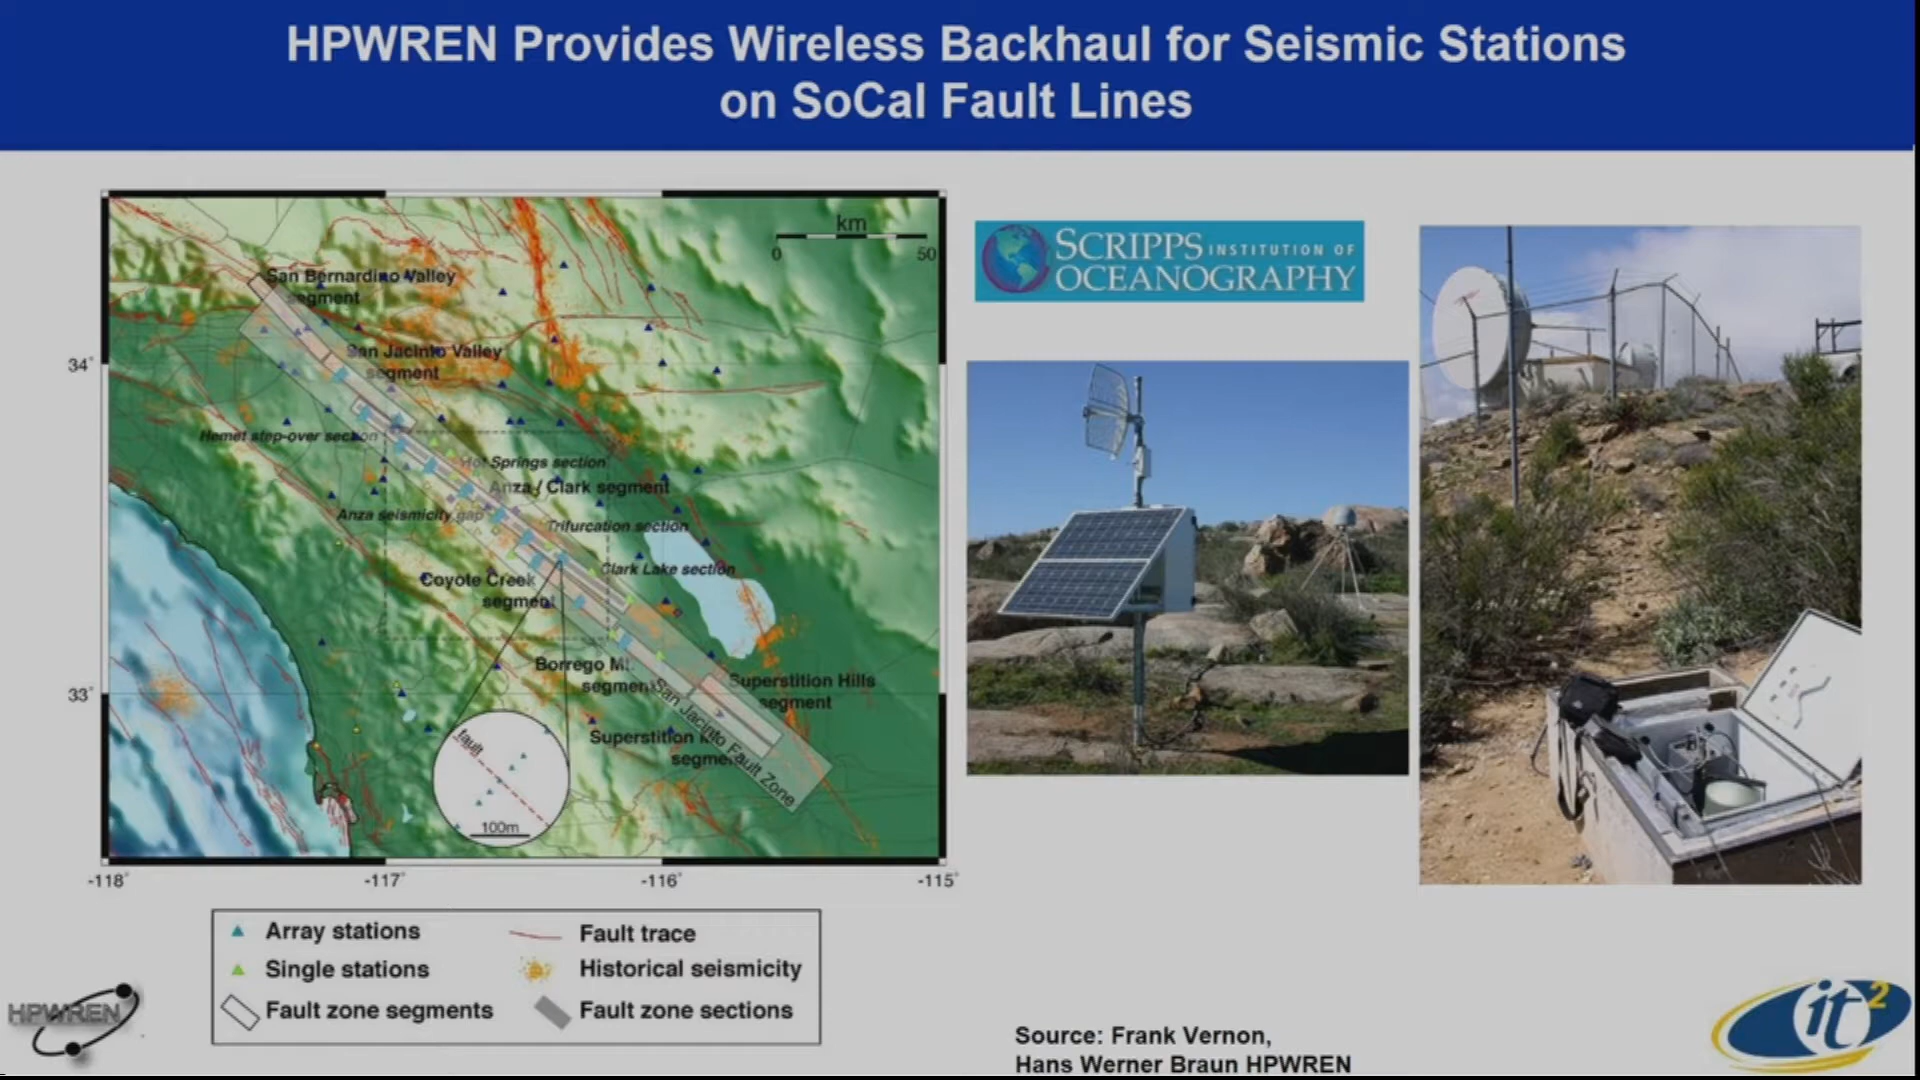 HPWREN Provides Wireless Backhaul for Seismic Stations
on SoCal Fault Lines
km
0 50
San Bernardino Valley
segment
San Jacinto Valley
segment
34°
Hemet step-over section
Hot Springs section
Anza / Clark segment
Anza seismicity gap
Trifurcation section
Clark Lake section
Coyote Creek
segment
Borrego Mt.
segment
33°
Superstition Hills
segment
San Jacinto Fault Zone
Superstition
segment
fault
100m
-118° -117° -116° -115°
Array stations
Fault trace
Single stations
Historical seismicity
Fault zone segments
Fault zone sections
SCRIPPS INSTITUTION OF
OCEANOGRAPHY
HPWREN
Source: Frank Vernon,
Hans Werner Braun HPWREN
it2